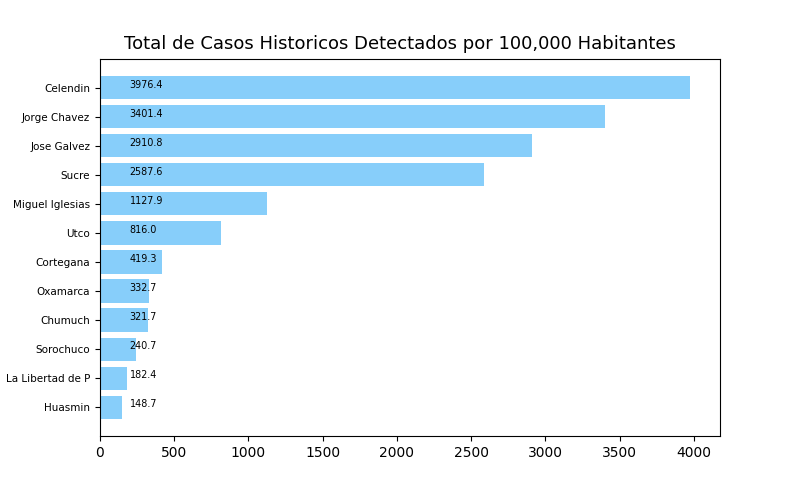 Total de Casos Historicos Detectados por 100,000 Habitantes
Celendin 3976.4
Jorge Chavez 3401.4
Jose Galvez 2910.8
Sucre 2587.6
Miguel Iglesias 1127.9
Utco 816.0
Cortegana 419.3
Oxamarca 332.7
Chumuch 321.7
Sorochuco 240.7
La Libertad de P 182.4
Huasmin 148.7
0 500 1000 1500 2000 2500 3000 3500 4000